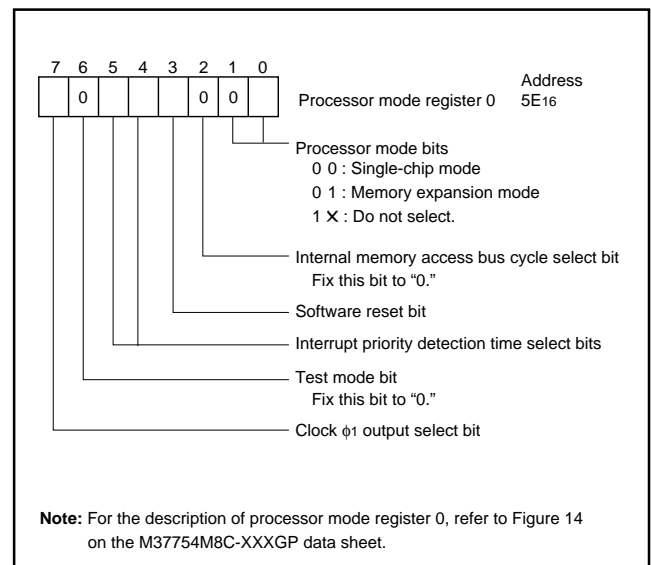 7 6 5 4 3 2 1 0
0 0 0
Processor mode register 0
Address
5E16
Processor mode bits
0 0 : Single-chip mode
0 1 : Memory expansion mode
1 X : Do not select.
Internal memory access bus cycle select bit
Fix this bit to “0.”
Software reset bit
Interrupt priority detection time select bits
Test mode bit
Fix this bit to “0.”
Clock ϕ1 output select bit
Note: For the description of processor mode register 0, refer to Figure 14
on the M37754M8C-XXXGP data sheet.